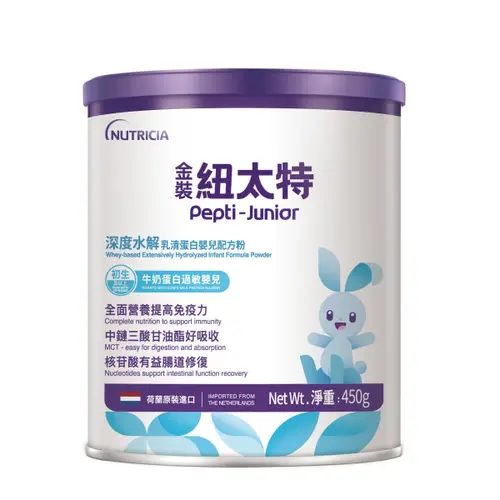 NUTRICIA
金裝 紐太特
Pepti-Junior
深度水解 乳清蛋白嬰兒配方粉
Whey-based Extensively Hydrolyzed Infant Formula Powder
初生
牛奶蛋白過敏嬰兒
全面營養提高免疫力
Complete nutrition to support immunity
中鏈三酸甘油酯好吸收
MCT - easy for digestion and absorption
核苷酸有益腸道修復
Nucleotides support intestinal function recovery
荷蘭原裝進口
IMPORTED FROM
THE NETHERLANDS
Net Wt. 淨重:450g